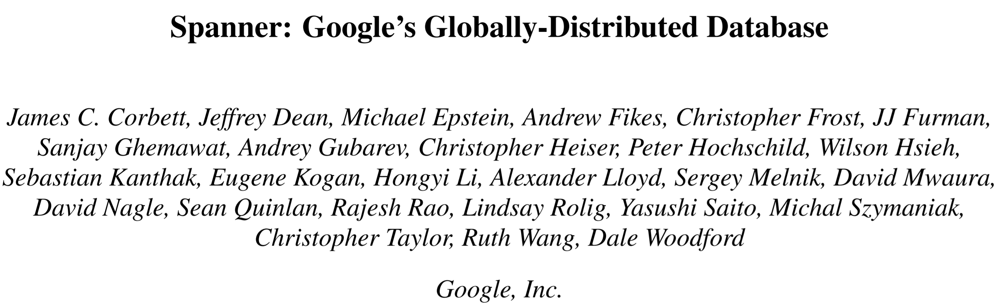 Spanner: Google’s Globally-Distributed Database
James C. Corbett, Jeffrey Dean, Michael Epstein, Andrew Fikes, Christopher Frost, JJ Furman,
Sanjay Ghemawat, Andrey Gubarev, Christopher Heiser, Peter Hochschild, Wilson Hsieh,
Sebastian Kanthak, Eugene Kogan, Hongyi Li, Alexander Lloyd, Sergey Melnik, David Mwaura,
David Nagle, Sean Quinlan, Rajesh Rao, Lindsay Rolig, Yasushi Saito, Michal Szymaniak,
Christopher Taylor, Ruth Wang, Dale Woodford
Google, Inc.